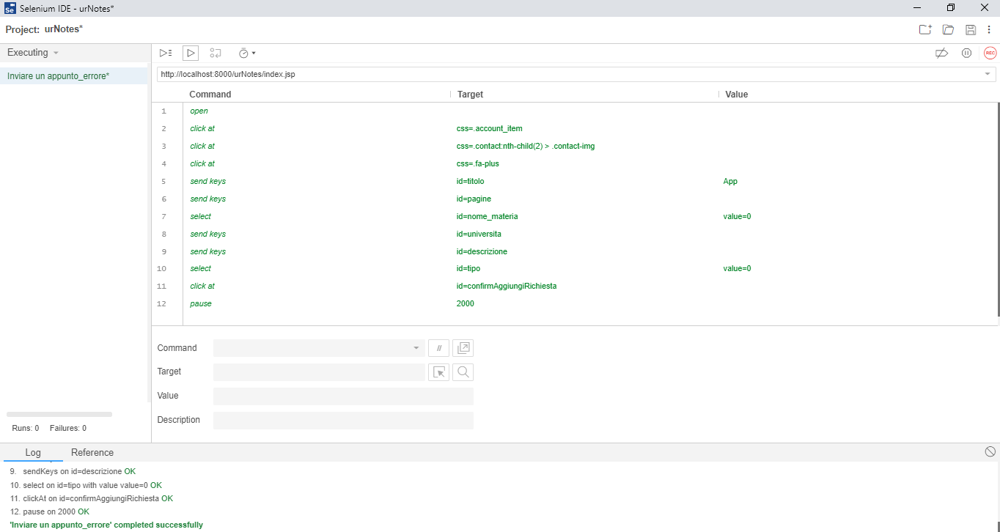 Selenium IDE - urNotes*
Project: urNotes*
Executing
Inviare un appunto_errore*
http://localhost:8000/urNotes/index.jsp
REC
Command Target Value
1 open
2 click at css=.account_item
3 click at css=.contact:nth-child(2) > .contact-img
4 click at css=.fa-plus
5 send keys id=titolo App
6 send keys id=pagine
7 select id=nome_materia value=0
8 send keys id=universita
9 send keys id=descrizione
10 select id=tipo value=0
11 click at id=confirmAggiungiRichiesta
12 pause 2000
Command //
Target
Value
Description
Runs: 0 Failures: 0
Log Reference
9. sendKeys on id=descrizione OK
10. select on id=tipo with value value=0 OK
11. clickAt on id=confirmAggiungiRichiesta OK
12. pause on 2000 OK
'Inviare un appunto_errore' completed successfully